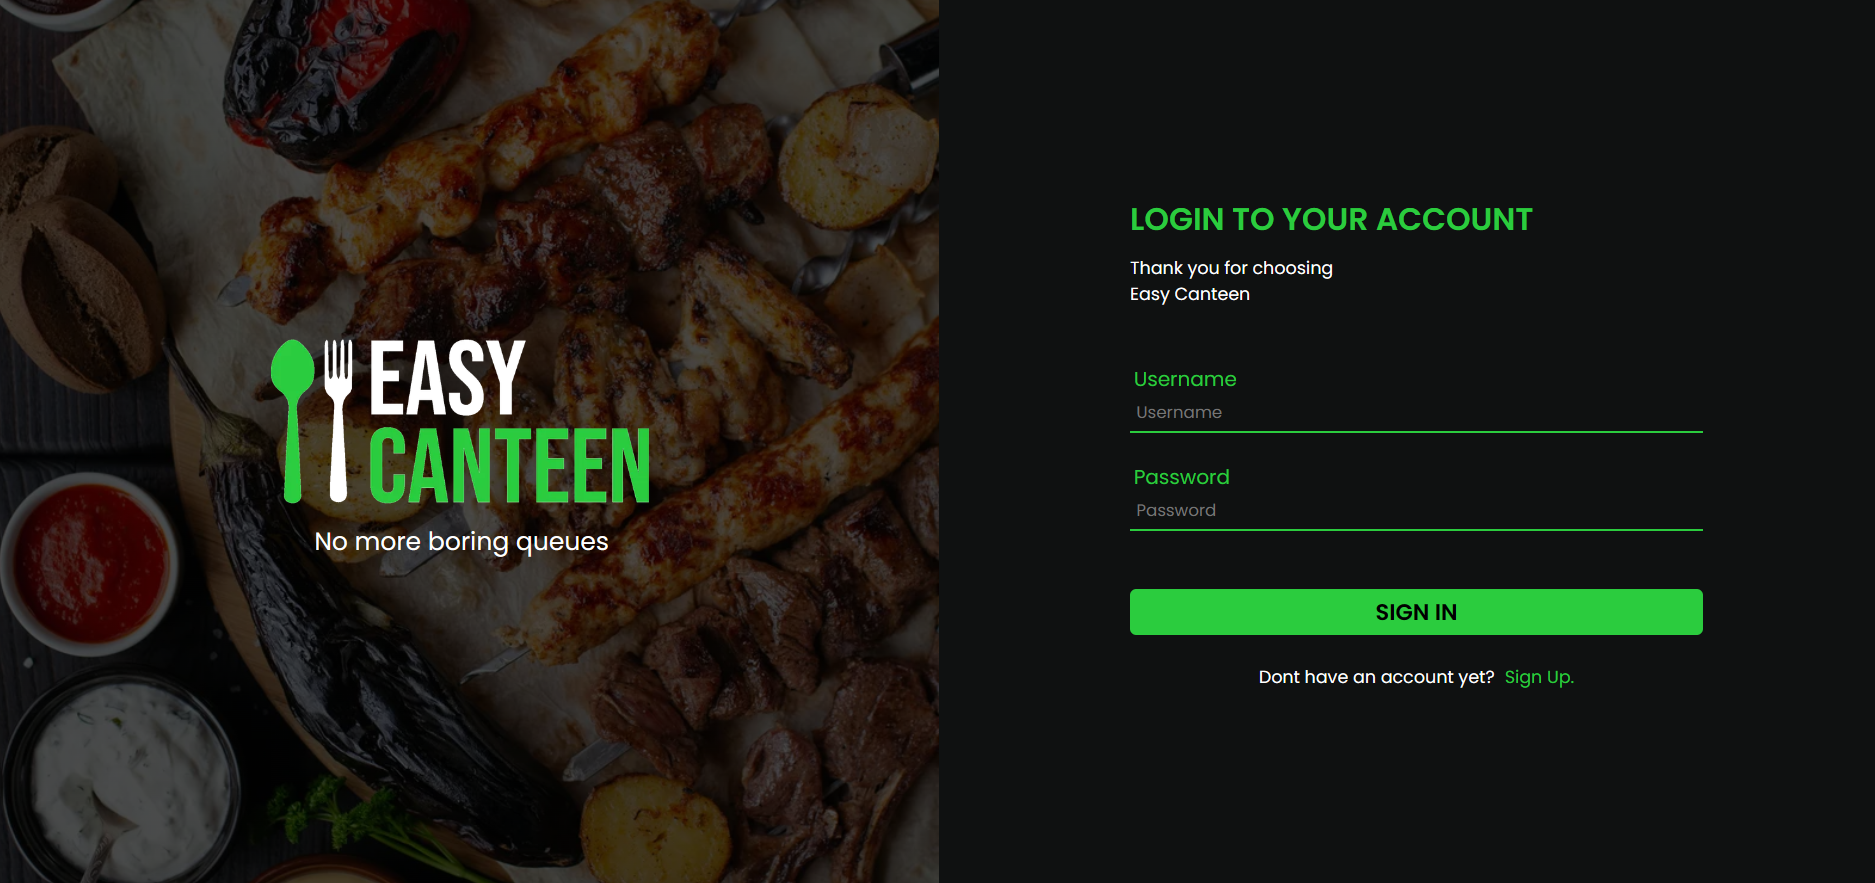 EASY
CANTEEN
No more boring queues
LOGIN TO YOUR ACCOUNT
Thank you for choosing
Easy Canteen
Username
Username
Password
Password
SIGN IN
Dont have an account yet? Sign Up.